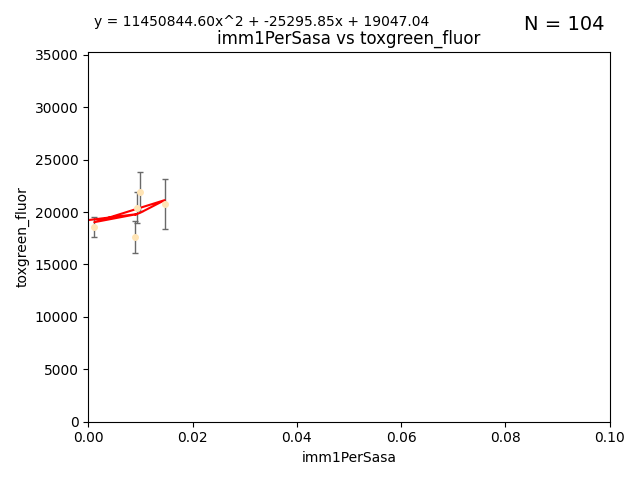 y = 11450844.60x^2 + -25295.85x + 19047.04
N = 104
imm1PerSasa vs toxgreen_fluor
35000
30000
25000
20000
15000
10000
5000
0
toxgreen_fluor
0.00 0.02 0.04 0.06 0.08 0.10
imm1PerSasa